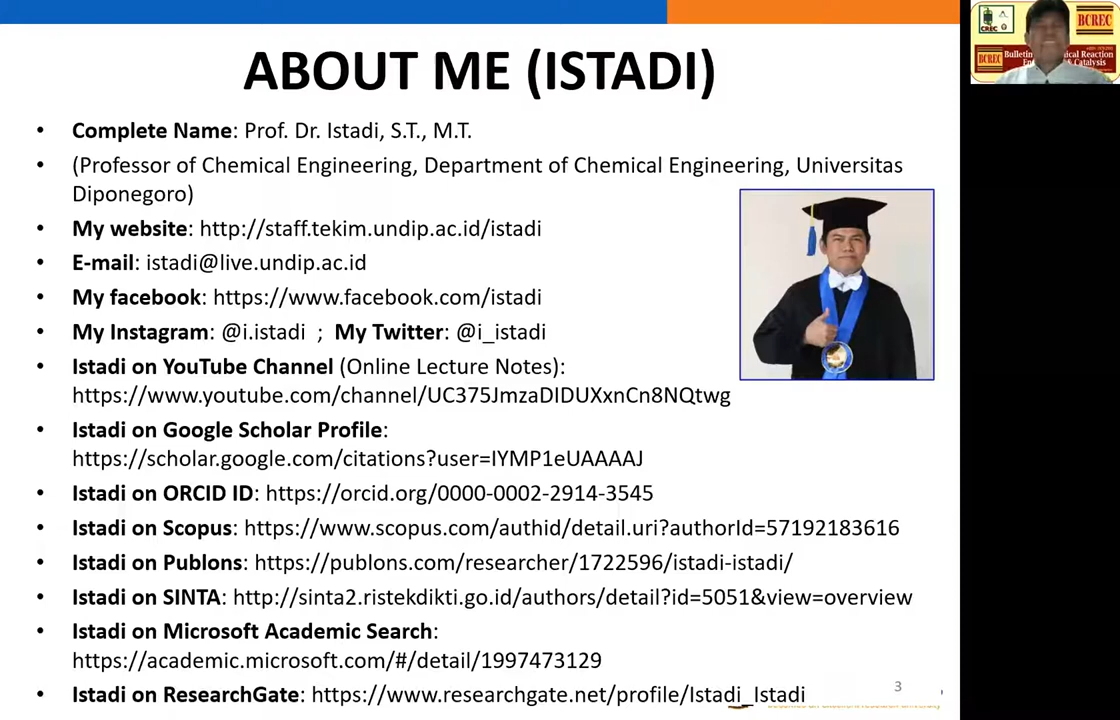 ABOUT ME (ISTADI)
• Complete Name: Prof. Dr. Istadi, S.T., M.T.
• (Professor of Chemical Engineering, Department of Chemical Engineering, Universitas
Diponegoro)
• My website: http://staff.tekim.undip.ac.id/istadi
• E-mail: istadi@live.undip.ac.id
• My facebook: https://www.facebook.com/istadi
• My Instagram: @i.istadi ; My Twitter: @i_istadi
• Istadi on YouTube Channel (Online Lecture Notes):
https://www.youtube.com/channel/UC375JmzaDIDUXxnCn8NQtwg
• Istadi on Google Scholar Profile:
https://scholar.google.com/citations?user=IYMP1eUAAAAJ
• Istadi on ORCID ID: https://orcid.org/0000-0002-2914-3545
• Istadi on Scopus: https://www.scopus.com/authid/detail.uri?authorId=57192183616
• Istadi on Publons: https://publons.com/researcher/1722596/istadi-istadi/
• Istadi on SINTA: http://sinta2.ristekdikti.go.id/authors/detail?id=5051&view=overview
• Istadi on Microsoft Academic Search:
https://academic.microsoft.com/#/detail/1997473129
• Istadi on ResearchGate: https://www.researchgate.net/profile/Istadi_Istadi
3
CREC
BCREC
BCREC
Bulletin
Reaction
& Catalysis